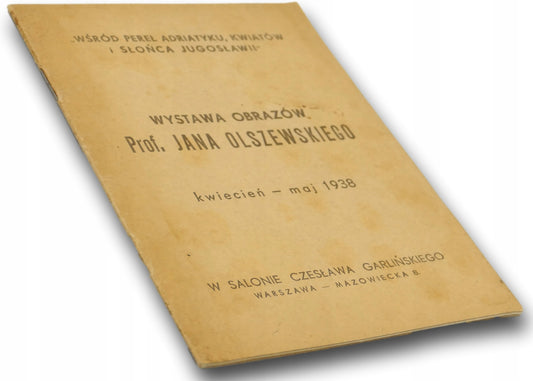 "WŚRÓD PEREŁ ADRIATYKU, KWIATÓW
I SŁOŃCA JUGOSŁAWII"
WYSTAWA OBRAZÓW
Prof. JANA OLSZEWSKIEGO
kwiecień — maj 1938
W SALONIE CZESŁAWA GARLIŃSKIEGO
WARSZAWA — MAZOWIECKA 8.